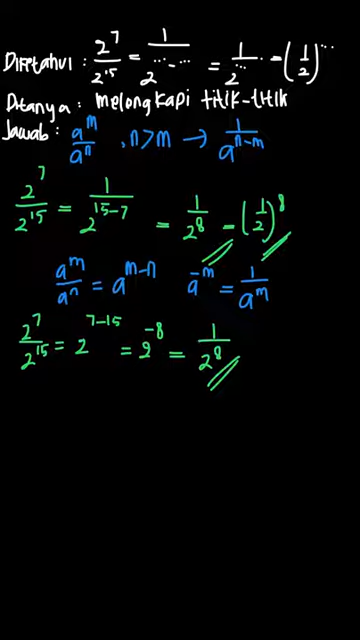 Diketahui : 2^7/2^15 = 1/2^(... - ...) = 1/2^... = (1/2)^...
Ditanya : melengkapi titik-titik
Jawab : a^m/a^n , n>m → 1/a^(n-m)
2^7/2^15 = 1/2^(15-7) = 1/2^8 = (1/2)^8
a^m/a^n = a^(m-n) a^-m = 1/a^m
2^7/2^15 = 2^(7-15) = 2^-8 = 1/2^8